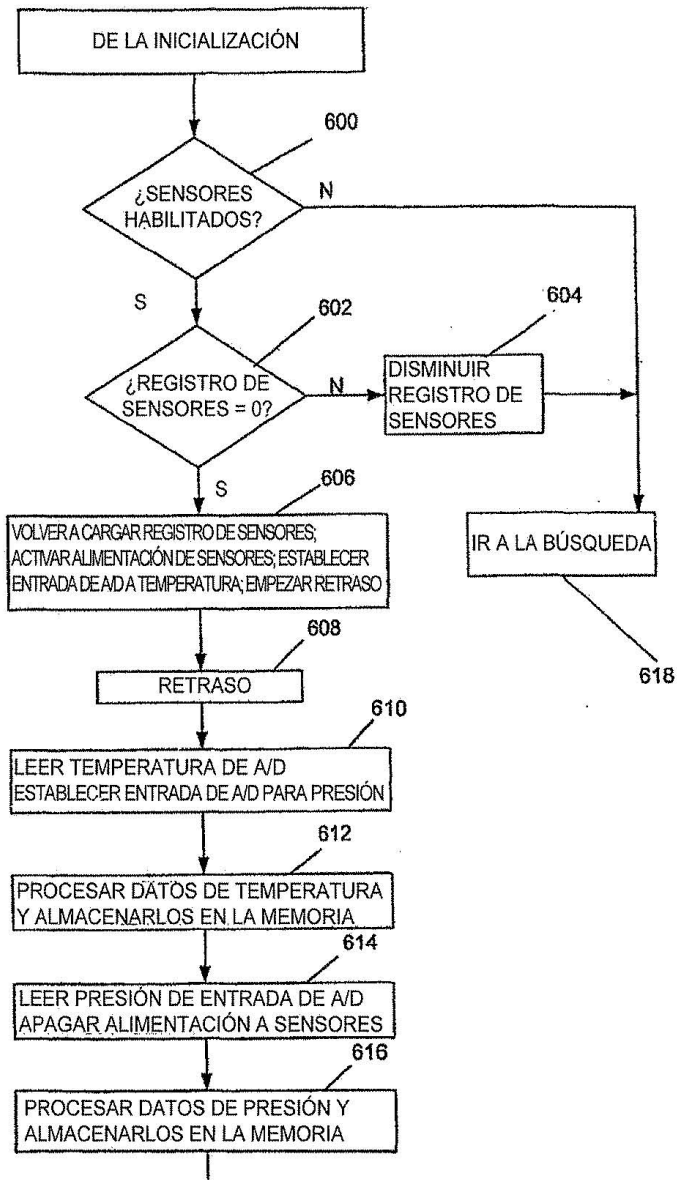 DE LA INICIALIZACIÓN
600
¿SENSORES
HABILITADOS?
N
S
602
¿REGISTRO DE
SENSORES = 0?
N
604
DISMINUIR
REGISTRO DE
SENSORES
S
606
VOLVER A CARGAR REGISTRO DE SENSORES;
ACTIVAR ALIMENTACIÓN DE SENSORES; ESTABLECER
ENTRADA DE A/D A TEMPERATURA; EMPEZAR RETRASO
IR A LA BÚSQUEDA
618
608
RETRASO
610
LEER TEMPERATURA DE A/D
ESTABLECER ENTRADA DE A/D PARA PRESIÓN
612
PROCESAR DATOS DE TEMPERATURA
Y ALMACENARLOS EN LA MEMORIA
614
LEER PRESIÓN DE ENTRADA DE A/D
APAGAR ALIMENTACIÓN A SENSORES
616
PROCESAR DATOS DE PRESIÓN Y
ALMACENARLOS EN LA MEMORIA